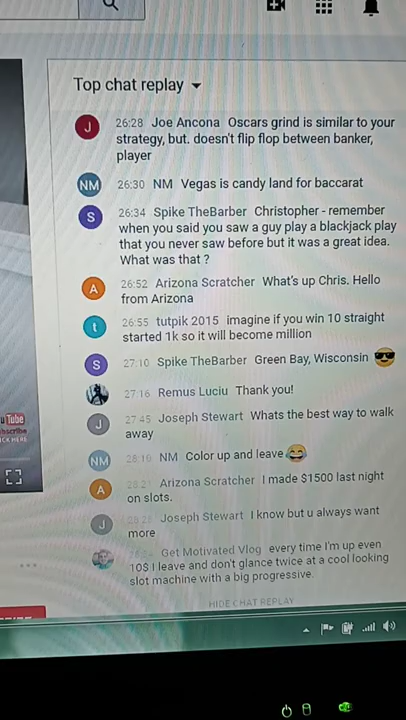 Top chat replay
26:28 Joe Ancona Oscars grind is similar to your
strategy, but. doesn't flip flop between banker,
player
NM 26:30 NM Vegas is candy land for baccarat
26:34 Spike TheBarber Christopher - remember
when you said you saw a guy play a blackjack play
that you never saw before but it was a great idea.
What was this ?
26:52 Arizona Scratcher What's up Chris. Hello
from Arizona
26:55 tutpik 2015 imagine if you win 10 straight
started 1k so it will become million
27:10 Spike TheBarber Green Bay, Wisconsin
27:16 Remus Luciu Thank you!
27:45 Joseph Stewart Whats the best way to walk
away
NM 28:16 NM Color up and leave
Arizona Scratcher I made $1500 last night
on slots.
Joseph Stewart I know but u always want
more
Get Motivated Vlog every time I'm up even
10$ I leave and don't glance twice at a cool looking
slot machine with a big progressive.
HIDE CHAT REPLAY